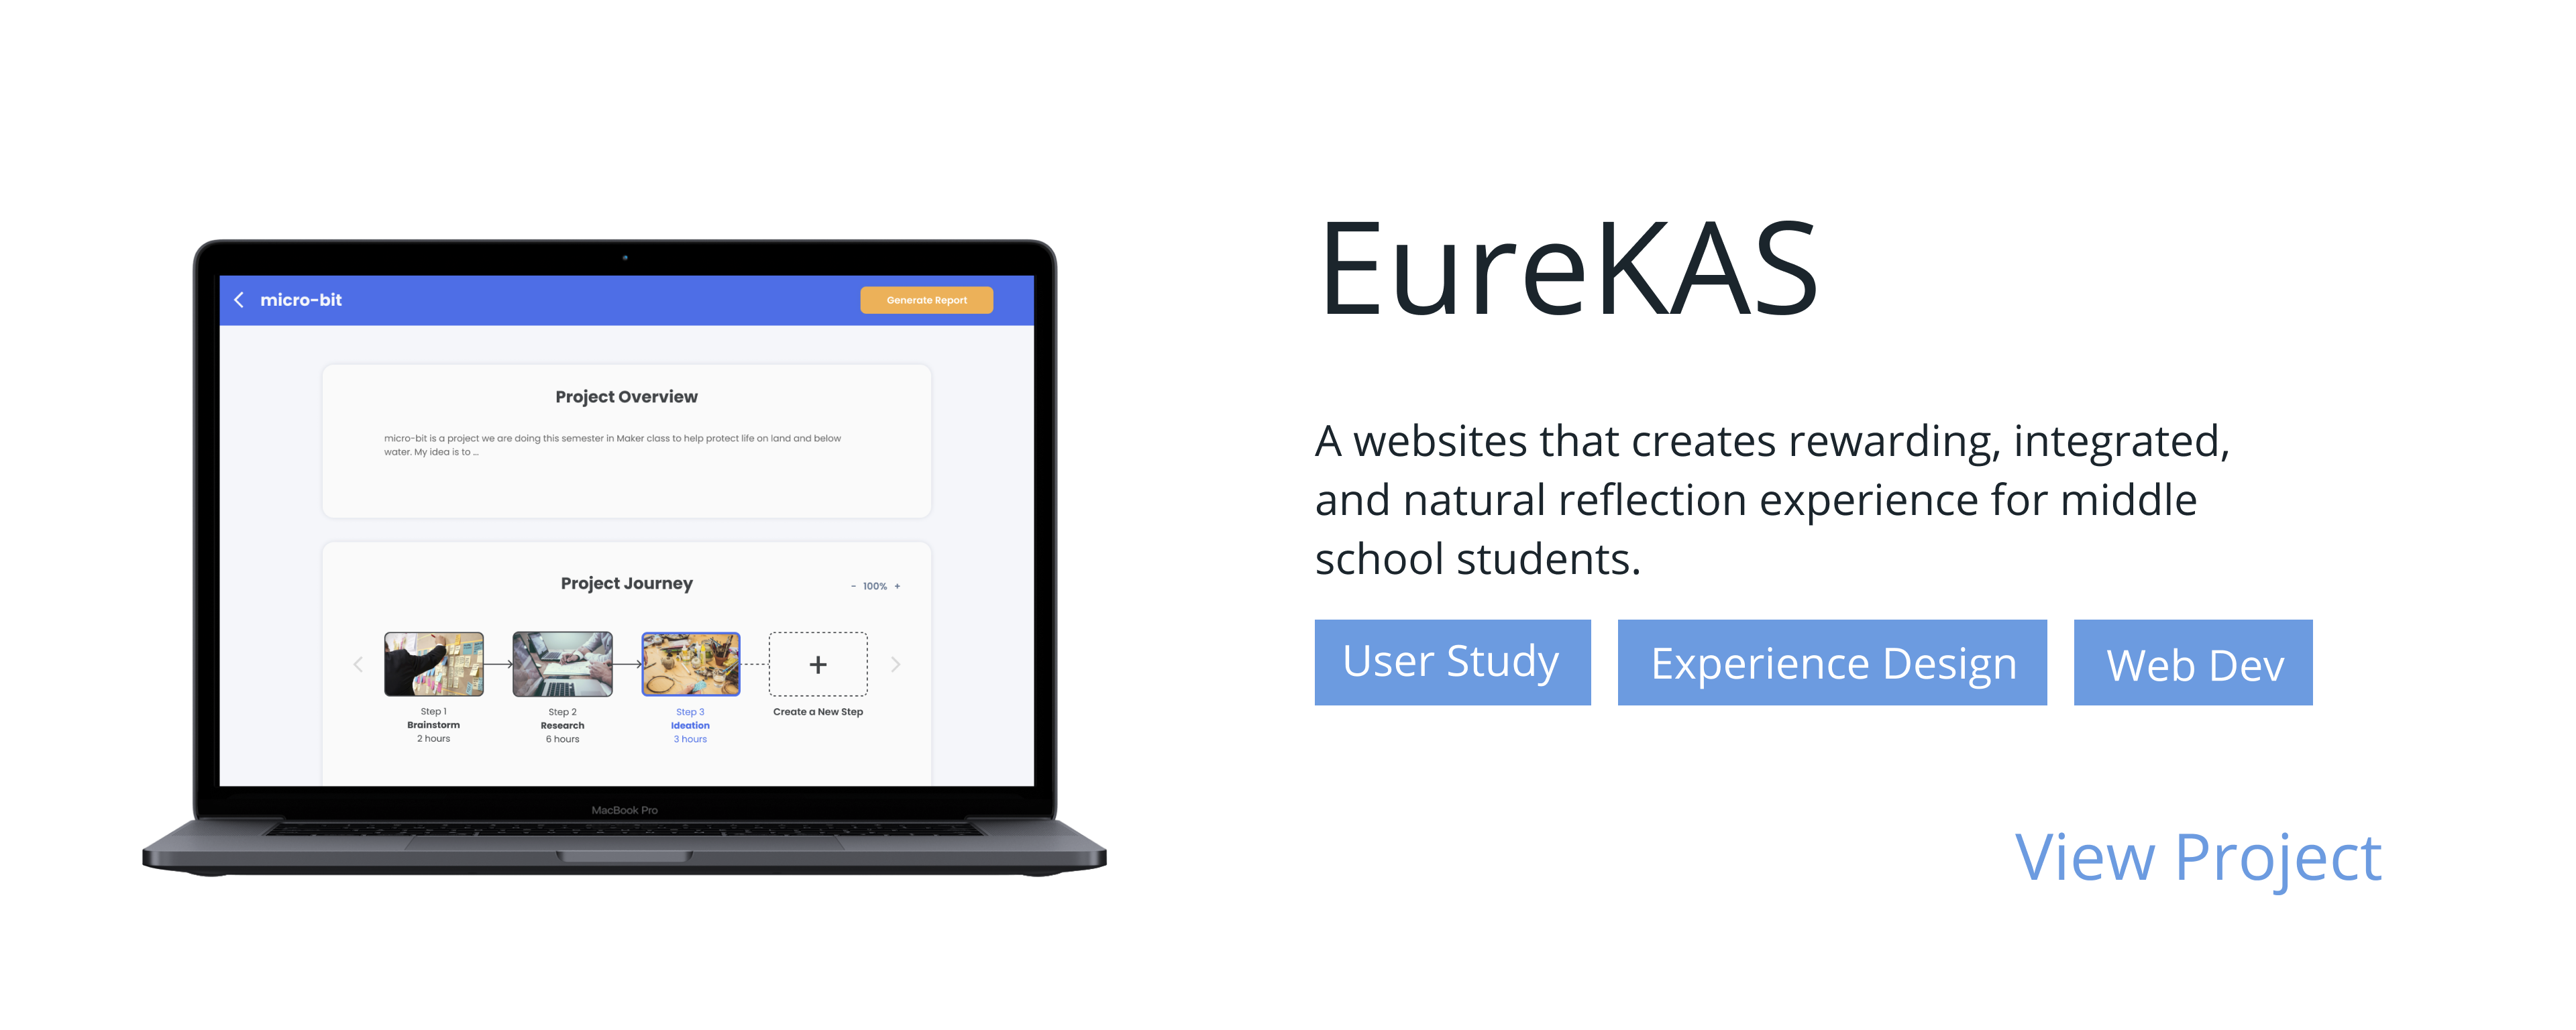 micro-bit
Generate Report
Project Overview
micro-bit is a project we are doing this semester in Maker class to help protect life on land and below
water. My idea is to ...
Project Journey
- 100% +
Step 1
Brainstorm
2 hours
Step 2
Research
6 hours
Step 3
Ideation
3 hours
+
Create a New Step
MacBook Pro
EureKAS
A websites that creates rewarding, integrated,
and natural reflection experience for middle
school students.
User Study
Experience Design
Web Dev
View Project